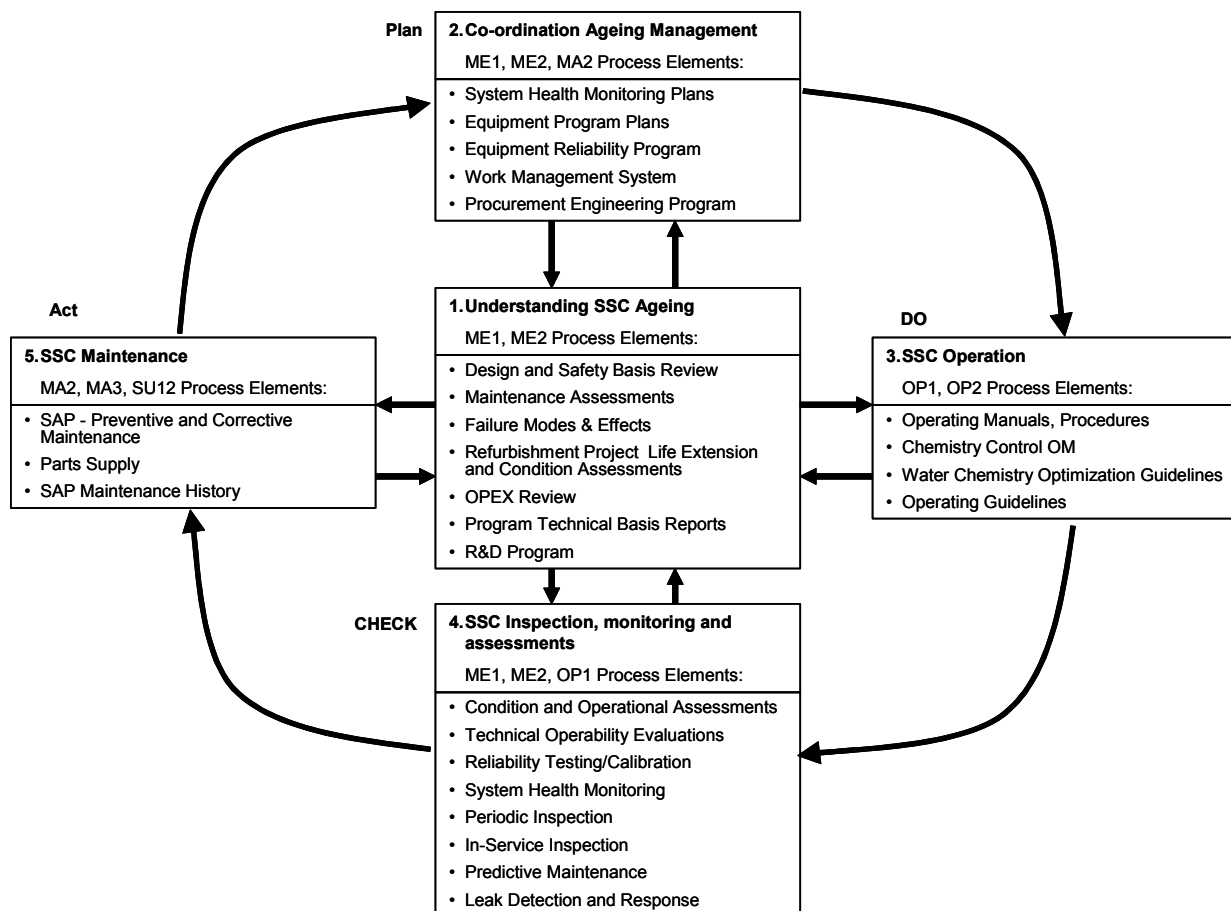 Plan
2. Co-ordination Ageing Management
ME1, ME2, MA2 Process Elements:
• System Health Monitoring Plans
• Equipment Program Plans
• Equipment Reliability Program
• Work Management System
• Procurement Engineering Program
Act
5. SSC Maintenance
MA2, MA3, SU12 Process Elements:
• SAP - Preventive and Corrective
Maintenance
• Parts Supply
• SAP Maintenance History
1. Understanding SSC Ageing
ME1, ME2 Process Elements:
• Design and Safety Basis Review
• Maintenance Assessments
• Failure Modes & Effects
• Refurbishment Project Life Extension
and Condition Assessments
• OPEX Review
• Program Technical Basis Reports
• R&D Program
DO
3. SSC Operation
OP1, OP2 Process Elements:
• Operating Manuals, Procedures
• Chemistry Control OM
• Water Chemistry Optimization Guidelines
• Operating Guidelines
CHECK
4. SSC Inspection, monitoring and
assessments
ME1, ME2, OP1 Process Elements:
• Condition and Operational Assessments
• Technical Operability Evaluations
• Reliability Testing/Calibration
• System Health Monitoring
• Periodic Inspection
• In-Service Inspection
• Predictive Maintenance
• Leak Detection and Response